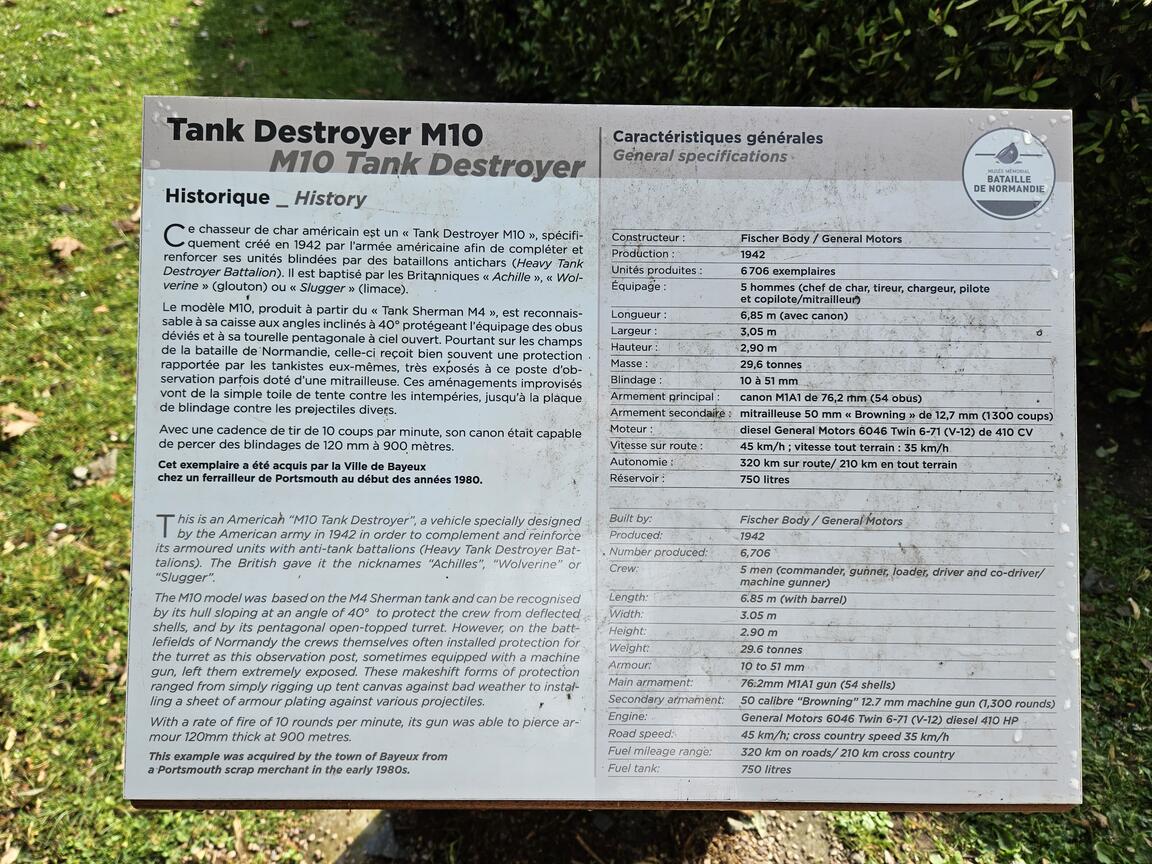 Tank Destroyer M10
M10 Tank Destroyer
Historique _ History
Ce chasseur de char américain est un « Tank Destroyer M10 », spécifi-
quement créé en 1942 par l'armée américaine afin de compléter et
renforcer ses unités blindées par des bataillons antichars (Heavy Tank
Destroyer Battalion). Il est baptisé par les Britanniques « Achille », « Wol-
verine » (glouton) ou « Slugger » (limace).
Le modèle M10, produit à partir du « Tank Sherman M4 », est reconnais-
sable à sa caisse aux angles inclinés à 40° protégeant l'équipage des obus
déviés et à sa tourelle pentagonale à ciel ouvert. Pourtant sur les champs
de la bataille de Normandie, celle-ci reçoit bien souvent une protection
rapportée par les tankistes eux-mêmes, très exposés à ce poste d'ob-
servation parfois doté d'une mitrailleuse. Ces aménagements improvisés
vont de la simple toile de tente contre les intempéries, jusqu'à la plaque
de blindage contre les projectiles divers.
Avec une cadence de tir de 10 coups par minute, son canon était capable
de percer des blindages de 120 mm à 900 mètres.
Cet exemplaire a été acquis par la Ville de Bayeux
chez un ferrailleur de Portsmouth au début des années 1980.
This is an American "M10 Tank Destroyer", a vehicle specially designed
by the American army in 1942 in order to complement and reinforce
its armoured units with anti-tank battalions (Heavy Tank Destroyer Bat-
talions). The British gave it the nicknames "Achilles", "Wolverine" or
"Slugger".
The M10 model was based on the M4 Sherman tank and can be recognised
by its hull sloping at an angle of 40° to protect the crew from deflected
shells, and by its pentagonal open-topped turret. However, on the batt-
lefields of Normandy the crews themselves often installed protection for
the turret as this observation post, sometimes equipped with a machine
gun, left them extremely exposed. These makeshift forms of protection
ranged from simply rigging up tent canvas against bad weather to instal-
ling a sheet of armour plating against various projectiles.
With a rate of fire of 10 rounds per minute, its gun was able to pierce ar-
mour 120mm thick at 900 metres.
This example was acquired by the town of Bayeux from
a Portsmouth scrap merchant in the early 1980s.
Caractéristiques générales
General specifications
MUSÉE MÉMORIAL
BATAILLE
DE NORMANDIE
Constructeur : Fischer Body / General Motors
Production : 1942
Unités produites : 6 706 exemplaires
Équipage : 5 hommes (chef de char, tireur, chargeur, pilote
et copilote/mitrailleur)
Longueur : 6,85 m (avec canon)
Largeur : 3,05 m
Hauteur : 2,90 m
Masse : 29,6 tonnes
Blindage : 10 à 51 mm
Armement principal : canon M1A1 de 76,2 mm (54 obus)
Armement secondaire : mitrailleuse 50 mm « Browning » de 12,7 mm (1 300 coups)
Moteur : diesel General Motors 6046 Twin 6-71 (V-12) de 410 CV
Vitesse sur route : 45 km/h ; vitesse tout terrain : 35 km/h
Autonomie : 320 km sur route/ 210 km en tout terrain
Réservoir : 750 litres
Built by: Fischer Body / General Motors
Produced: 1942
Number produced: 6,706
Crew: 5 men (commander, gunner, loader, driver and co-driver/
machine gunner)
Length: 6.85 m (with barrel)
Width: 3.05 m
Height: 2.90 m
Weight: 29.6 tonnes
Armour: 10 to 51 mm
Main armament: 76.2mm M1A1 gun (54 shells)
Secondary armament: 50 calibre "Browning" 12.7 mm machine gun (1,300 rounds)
Engine: General Motors 6046 Twin 6-71 (V-12) diesel 410 HP
Road speed: 45 km/h; cross country speed 35 km/h
Fuel mileage range: 320 km on roads/ 210 km cross country
Fuel tank: 750 litres